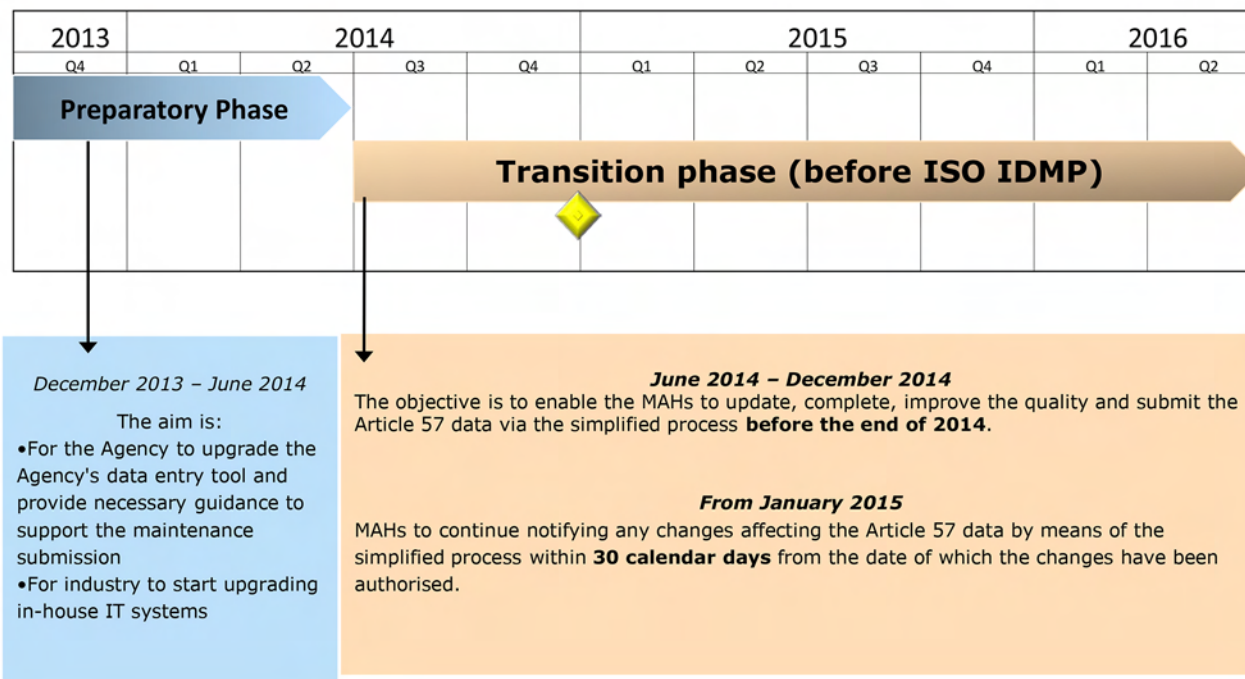 2013 2014 2015 2016
Q4 Q1 Q2 Q3 Q4 Q1 Q2 Q3 Q4 Q1 Q2
Preparatory Phase
Transition phase (before ISO IDMP)
December 2013 – June 2014
The aim is:
•For the Agency to upgrade the
Agency's data entry tool and
provide necessary guidance to
support the maintenance
submission
•For industry to start upgrading
in-house IT systems
June 2014 – December 2014
The objective is to enable the MAHs to update, complete, improve the quality and submit the
Article 57 data via the simplified process before the end of 2014.
From January 2015
MAHs to continue notifying any changes affecting the Article 57 data by means of the
simplified process within 30 calendar days from the date of which the changes have been
authorised.